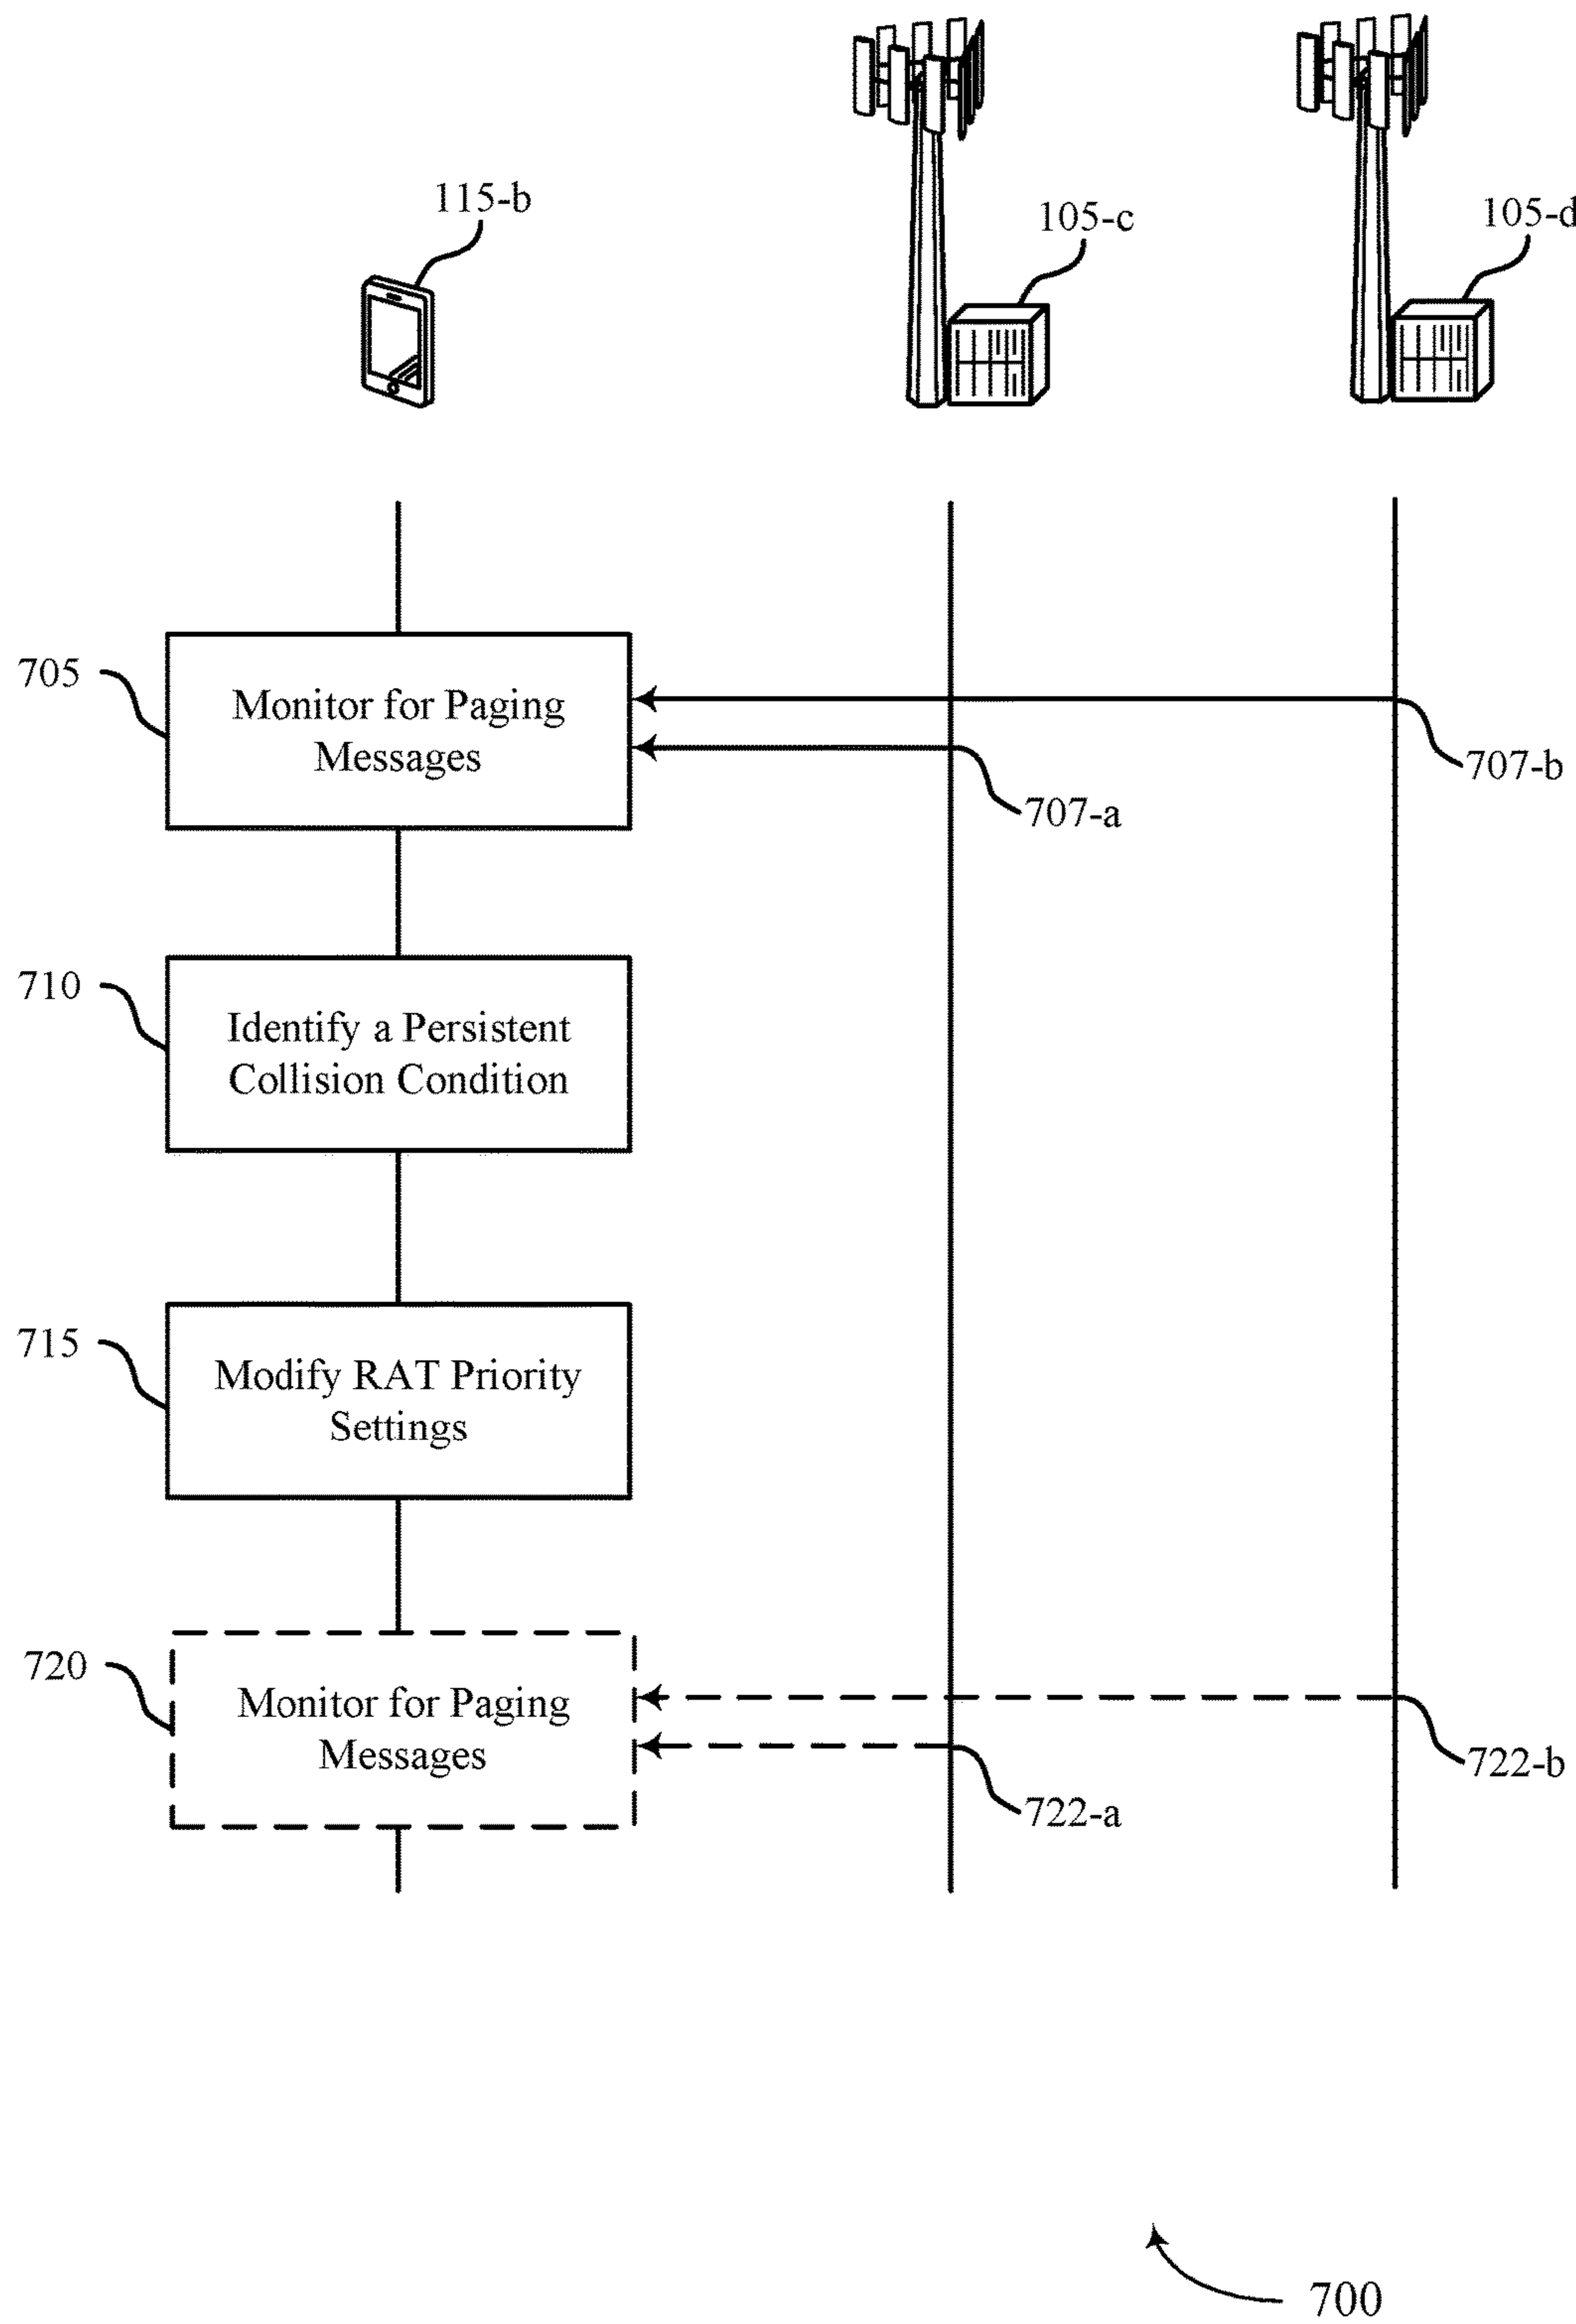 115-b
105-c
105-d
705
Monitor for Paging
Messages
707-b
707-a
710
Identify a Persistent
Collision Condition
715
Modify RAT Priority
Settings
720
Monitor for Paging
Messages
722-b
722-a
700